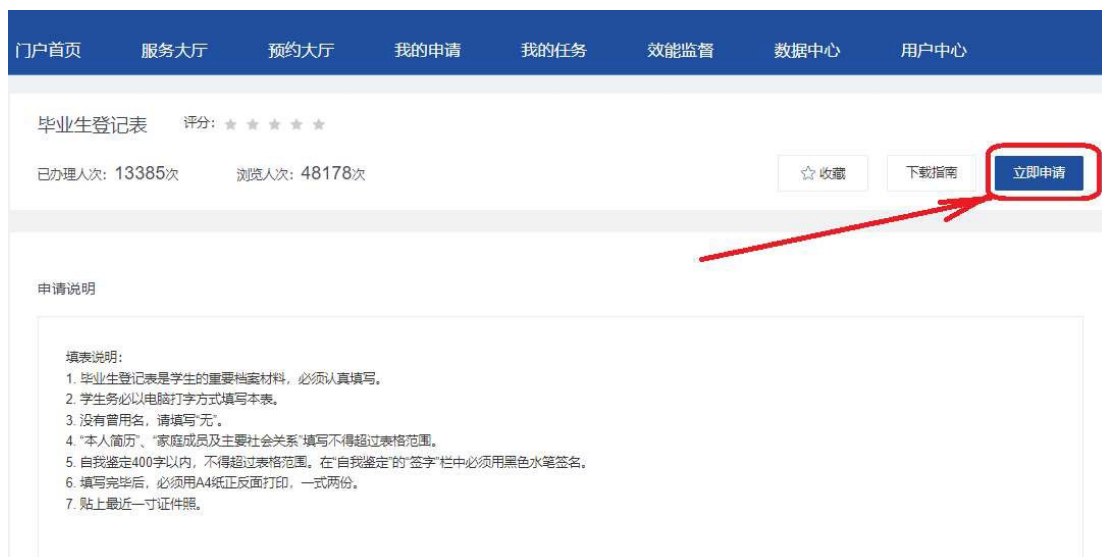 门户首页 服务大厅 预约大厅 我的申请 我的任务 效能监督 数据中心 用户中心
毕业生登记表 评分:
已办理人次: 13385次 浏览人次: 48178次 收藏 下载指南 立即申请
申请说明
填表说明:
1. 毕业生登记表是学生的重要档案材料，必须认真填写。
2. 学生务必以电脑打字方式填写本表。
3. 没有曾用名，请填写“无”。
4. “本人简历”、“家庭成员及主要社会关系”填写不得超过表格范围。
5. 自我鉴定400字以内，不得超过表格范围。在“自我鉴定”的“签字”栏中必须用黑色水笔签名。
6. 填写完毕后，必须用A4纸正反面打印，一式两份。
7. 贴上最近一寸证件照。